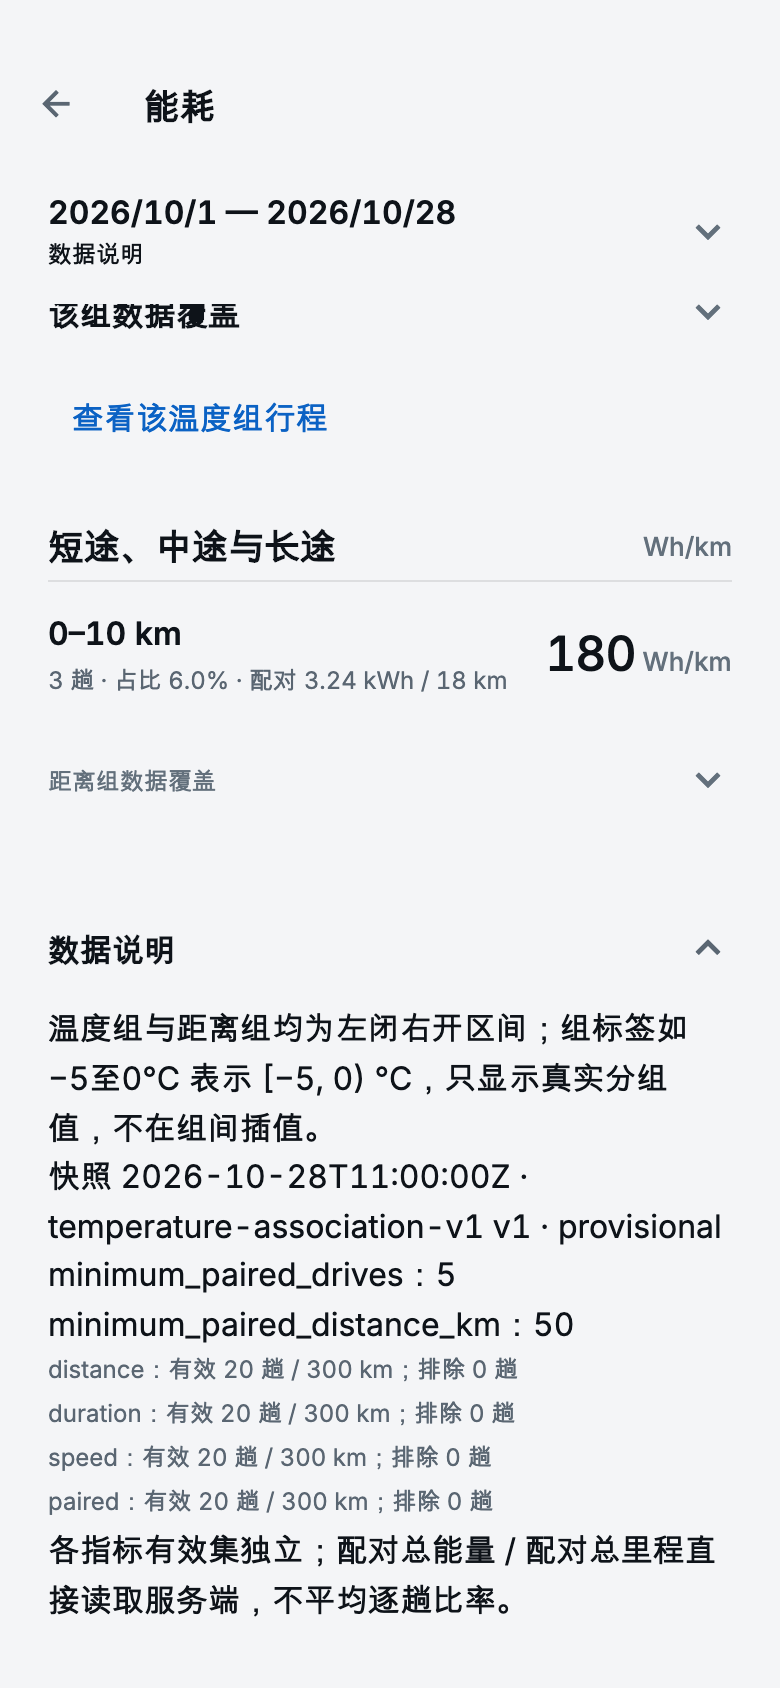 能耗
2026/10/1 — 2026/10/28
数据说明
该组数据覆盖
查看该温度组行程
短途、中途与长途 Wh/km
0–10 km
180 Wh/km
3 趟 · 占比 6.0% · 配对 3.24 kWh / 18 km
距离组数据覆盖
数据说明
温度组与距离组均为左闭右开区间；组标签如
−5至0°C 表示 [−5, 0) °C，只显示真实分组
值，不在组间插值。
快照 2026-10-28T11:00:00Z ·
temperature-association-v1 v1 · provisional
minimum_paired_drives：5
minimum_paired_distance_km：50
distance：有效 20 趟 / 300 km；排除 0 趟
duration：有效 20 趟 / 300 km；排除 0 趟
speed：有效 20 趟 / 300 km；排除 0 趟
paired：有效 20 趟 / 300 km；排除 0 趟
各指标有效集独立；配对总能量 / 配对总里程直
接读取服务端，不平均逐趟比率。